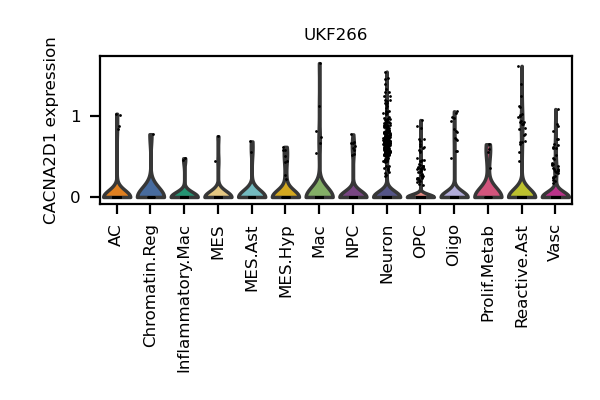 UKF266
CACNA2D1 expression
1
0
AC
Chromatin.Reg
Inflammatory.Mac
MES
MES.Ast
MES.Hyp
Mac
NPC
Neuron
OPC
Oligo
Prolif.Metab
Reactive.Ast
Vasc